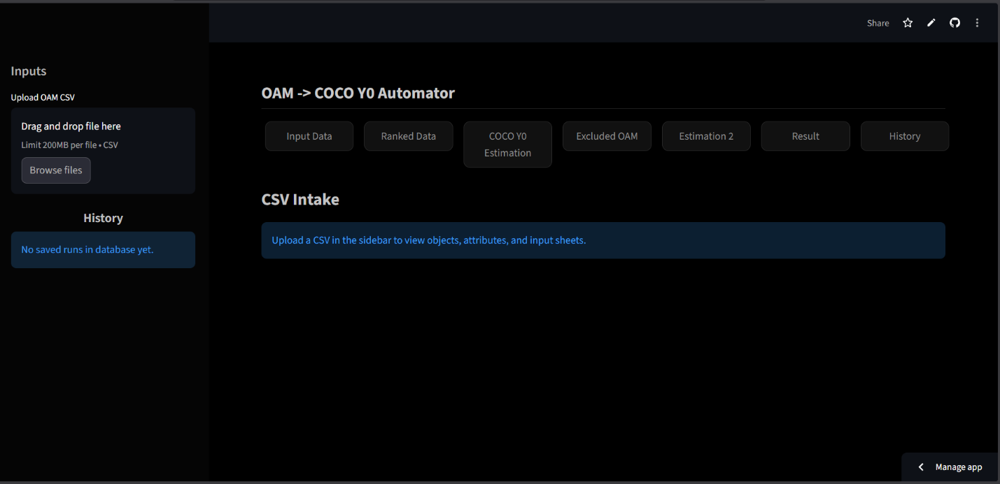 Share
Inputs
Upload OAM CSV
Drag and drop file here
Limit 200MB per file • CSV
Browse files
History
No saved runs in database yet.
OAM -> COCO Y0 Automator
Input Data
Ranked Data
COCO Y0
Estimation
Excluded OAM
Estimation 2
Result
History
CSV Intake
Upload a CSV in the sidebar to view objects, attributes, and input sheets.
Manage app